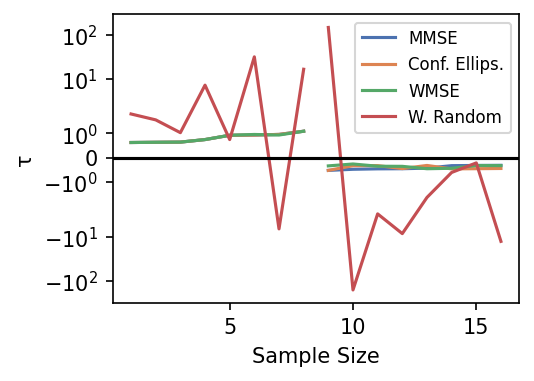 10²
10¹
10⁰
0
−10⁰
−10¹
−10²
τ
MMSE
Conf. Ellips.
WMSE
W. Random
5 10 15
Sample Size